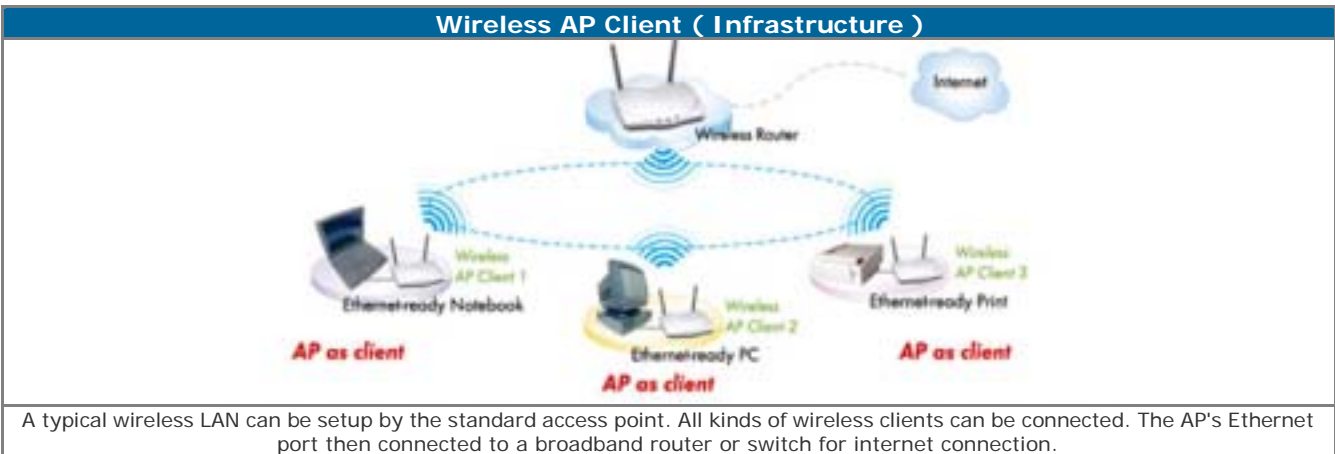 Wireless AP Client ( Infrastructure )
Internet
Wireless Router
Wireless
AP Client 1
Ethernet-ready Notebook
AP as client
Wireless
AP Client 2
Ethernet-ready PC
AP as client
Wireless
AP Client 3
Ethernet-ready Print
AP as client
A typical wireless LAN can be setup by the standard access point. All kinds of wireless clients can be connected. The AP's Ethernet
port then connected to a broadband router or switch for internet connection.